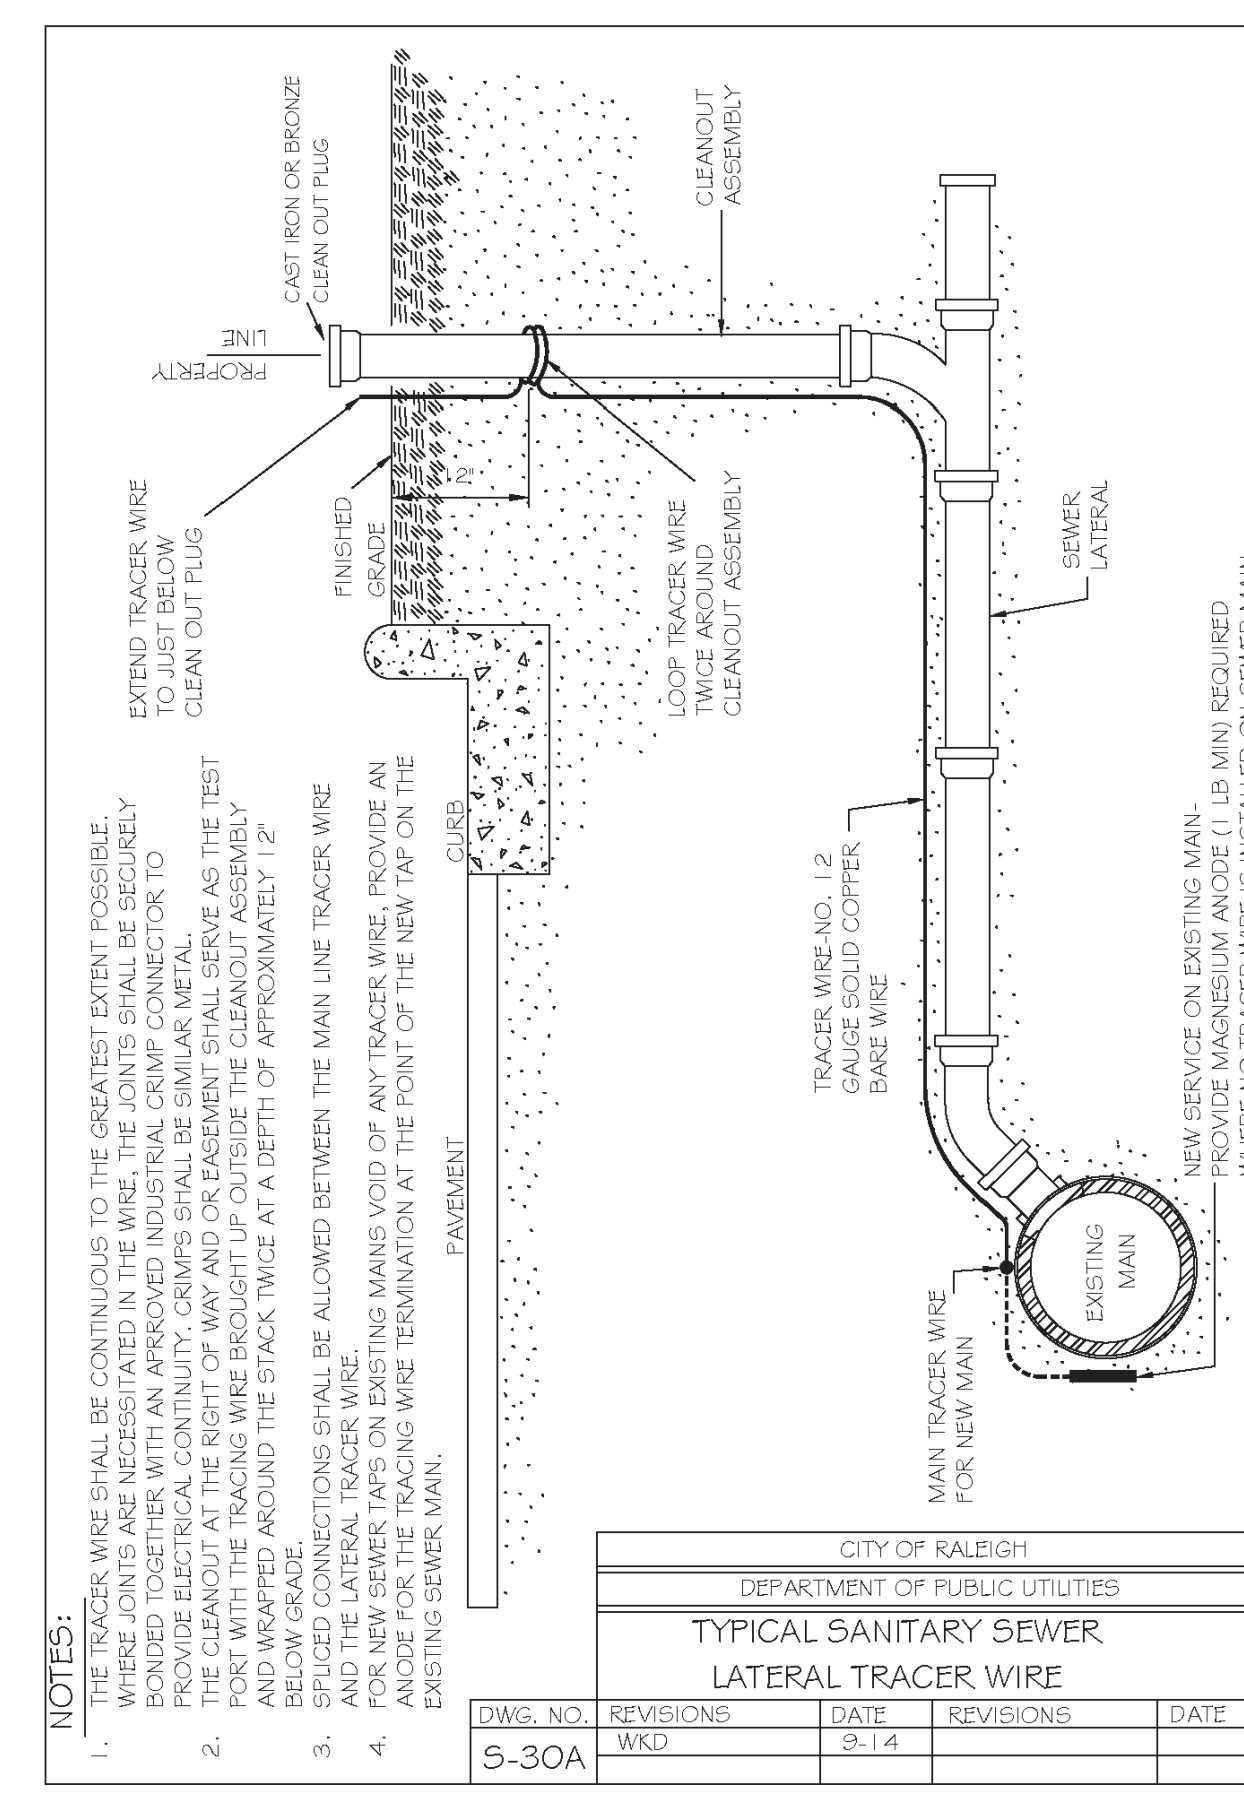 NOTES:
1. THE TRACER WIRE SHALL BE CONTINUOUS TO THE GREATEST EXTENT POSSIBLE.
WHERE JOINTS ARE NECESSITATED IN THE WIRE, THE JOINTS SHALL BE SECURELY
BONDED TOGETHER WITH AN APRROVED INDUSTRIAL CRIMP CONNECTOR TO
PROVIDE ELECTRICAL CONTINUITY. CRIMPS SHALL BE SIMILAR METAL.
2. THE CLEANOUT AT THE RIGHT OF WAY AND OR EASEMENT SHALL SERVE AS THE TEST
PORT WITH THE TRACING WIRE BROUGHT UP OUTSIDE THE CLEANOUT ASSEMBLY
AND WRAPPED AROUND THE STACK TWICE AT A DEPTH OF APPROXIMATELY 12"
BELOW GRADE.
3. SPLICED CONNECTIONS SHALL BE ALLOWED BETWEEN THE MAIN LINE TRACER WIRE
AND THE LATERAL TRACER WIRE.
4. FOR NEW SEWER TAPS ON EXISTING MAINS VOID OF ANY TRACER WIRE, PROVIDE AN
ANODE FOR THE TRACING WIRE TERMINATION AT THE POINT OF THE NEW TAP ON THE
EXISTING SEWER MAIN.
EXTEND TRACER WIRE
TO JUST BELOW
CLEAN OUT PLUG
PROPERTY
LINE
CAST IRON OR BRONZE
CLEAN OUT PLUG
FINISHED
GRADE
12"
CURB
PAVEMENT
LOOP TRACER WIRE
TWICE AROUND
CLEANOUT ASSEMBLY
CLEANOUT
ASSEMBLY
TRACER WIRE-NO. 12
GAUGE SOLID COPPER
BARE WIRE
SEWER
LATERAL
MAIN TRACER WIRE
FOR NEW MAIN
EXISTING
MAIN
NEW SERVICE ON EXISTING MAIN-
PROVIDE MAGNESIUM ANODE (1 LB MIN) REQUIRED
WHERE NO TRACER WIRE IS INSTALLED ON SEWER MAIN
CITY OF RALEIGH
DEPARTMENT OF PUBLIC UTILITIES
TYPICAL SANITARY SEWER
LATERAL TRACER WIRE
DWG. NO. REVISIONS DATE REVISIONS DATE
S-30A WKD 9-14